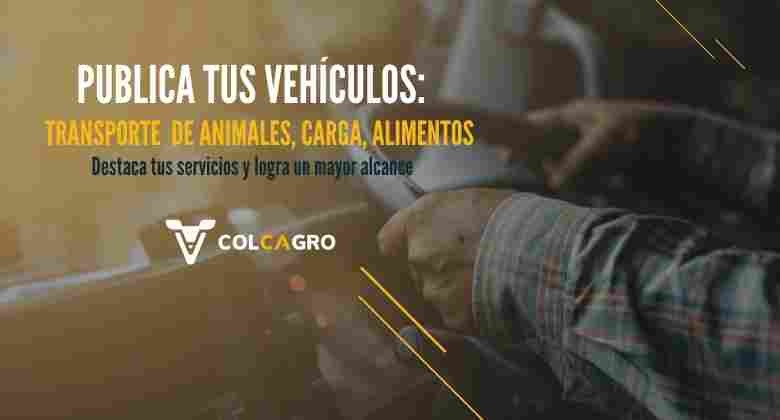 PUBLICA TUS VEHÍCULOS:
TRANSPORTE DE ANIMALES, CARGA, ALIMENTOS
Destaca tus servicios y logra un mayor alcance
COLCAGRO